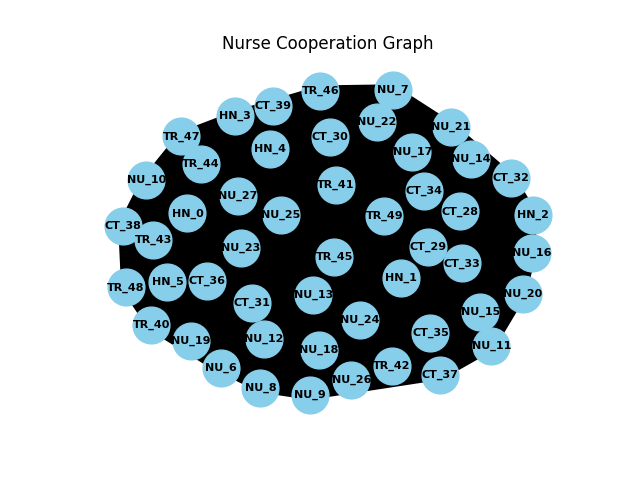 Nurse Cooperation Graph
TR_46
NU_7
CT_39
HN_3
NU_22
NU_21
TR_47
CT_30
HN_4
NU_17
NU_14
TR_44
NU_10
CT_32
TR_41
CT_34
NU_27
HN_0
NU_25
TR_49
CT_28
HN_2
CT_38
TR_43
NU_23
CT_29
NU_16
TR_45
CT_33
HN_1
HN_5
CT_36
TR_48
NU_13
NU_20
CT_31
NU_15
NU_24
TR_40
CT_35
NU_19
NU_12
NU_11
NU_18
NU_6
TR_42
CT_37
NU_26
NU_8
NU_9